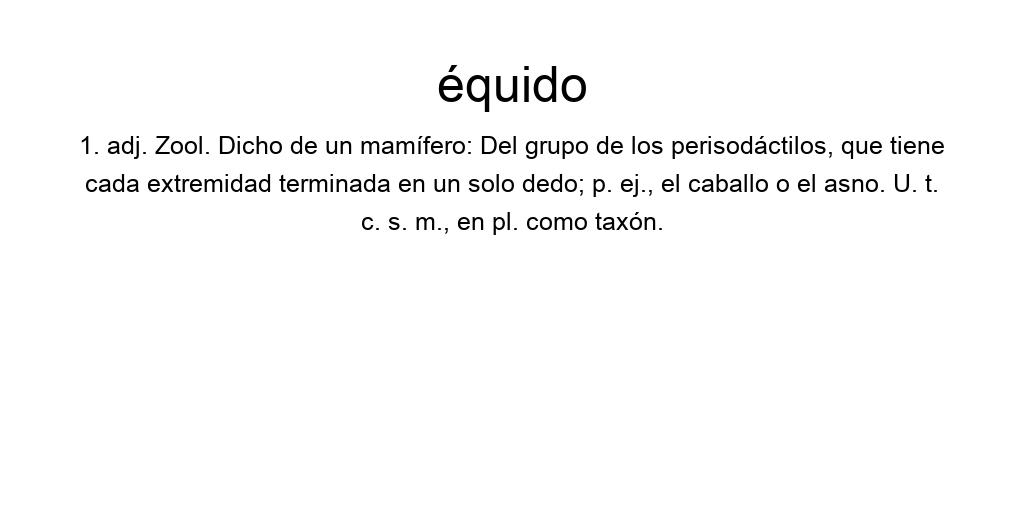 équido
1. adj. Zool. Dicho de un mamífero: Del grupo de los perisodáctilos, que tiene
cada extremidad terminada en un solo dedo; p. ej., el caballo o el asno. U. t.
c. s. m., en pl. como taxón.